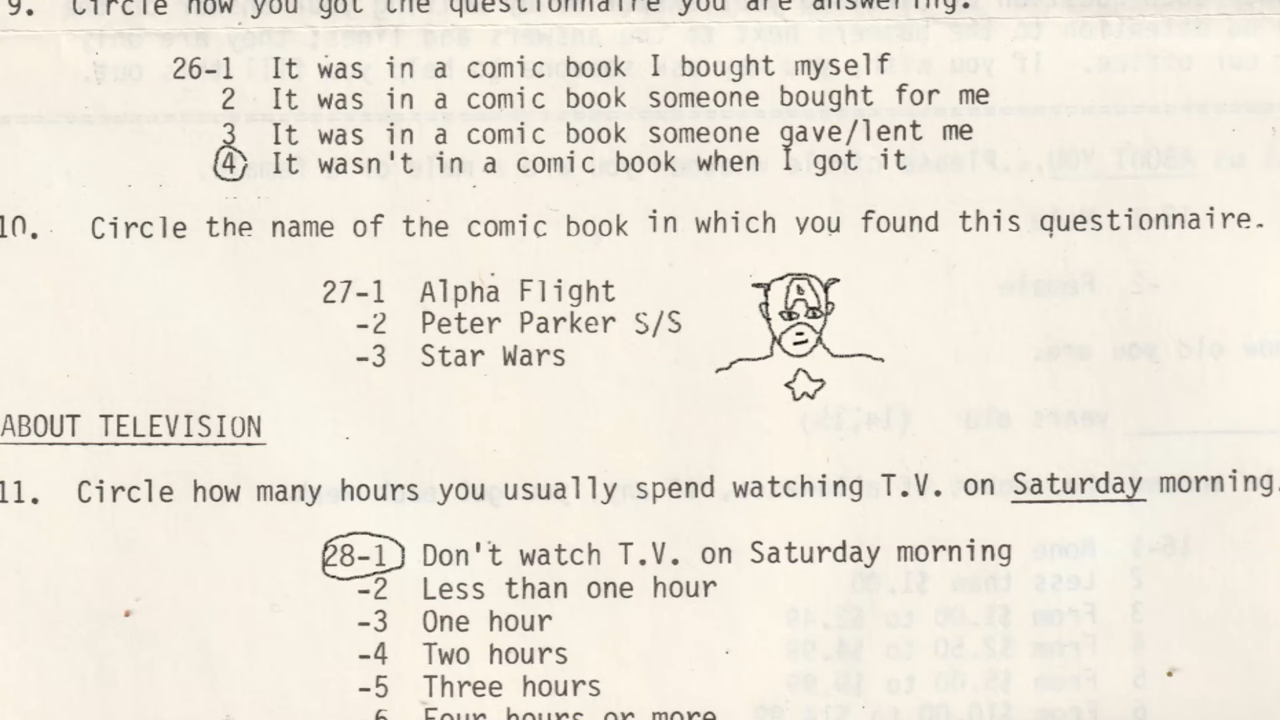 9. Circle how you got the questionnaire you are answering.
26-1 It was in a comic book I bought myself
2 It was in a comic book someone bought for me
3 It was in a comic book someone gave/lent me
4 It wasn't in a comic book when I got it
10. Circle the name of the comic book in which you found this questionnaire.
27-1 Alpha Flight
-2 Peter Parker S/S
-3 Star Wars
A
ABOUT TELEVISION
11. Circle how many hours you usually spend watching T.V. on Saturday morning.
28-1 Don't watch T.V. on Saturday morning
-2 Less than one hour
-3 One hour
-4 Two hours
-5 Three hours
6 Four hours or more